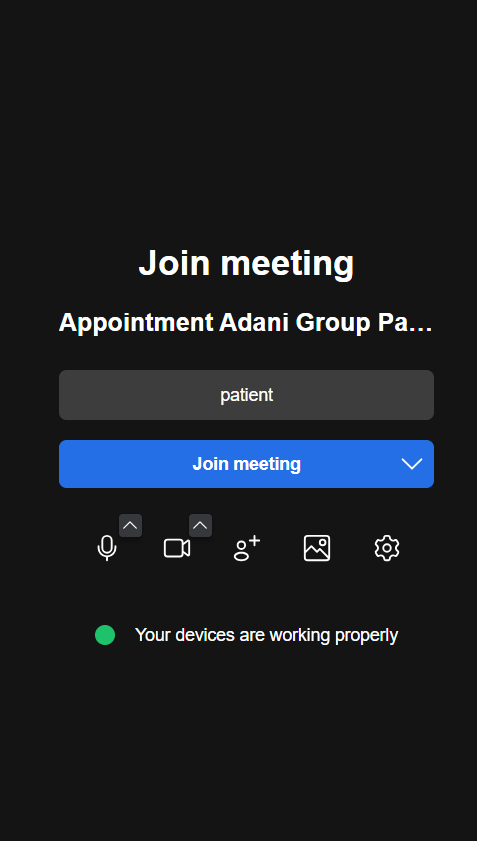 Join meeting
Appointment Adani Group Pa...
patient
Join meeting
Your devices are working properly